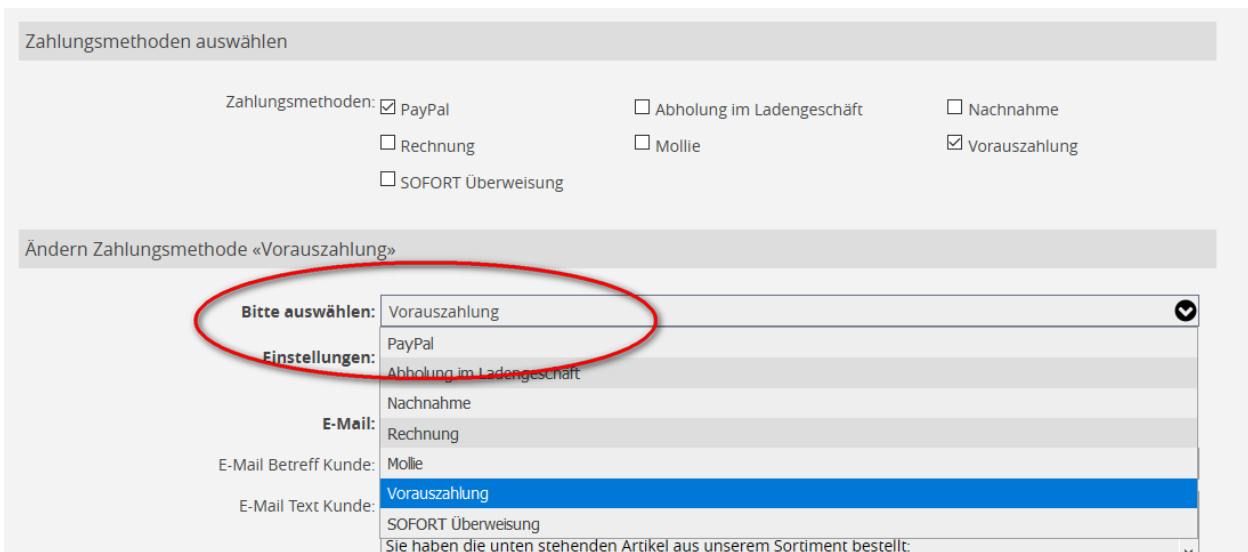 Zahlungsmethoden auswählen
Zahlungsmethoden: PayPal Abholung im Ladengeschäft Nachnahme
Rechnung Mollie Vorauszahlung
SOFORT Überweisung
Ändern Zahlungsmethode «Vorauszahlung»
Bitte auswählen: Vorauszahlung
PayPal
Einstellungen:
Abholung im Ladengeschäft
Nachnahme
E-Mail:
Rechnung
E-Mail Betreff Kunde: Mollie
Vorauszahlung
E-Mail Text Kunde:
SOFORT Überweisung
Sie haben die unten stehenden Artikel aus unserem Sortiment bestellt: